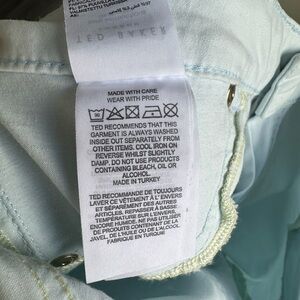 TED BAKER
MADE WITH CARE
WEAR WITH PRIDE
TED RECOMMENDS THAT THIS
GARMENT IS ALWAYS WASHED
INSIDE OUT SEPARATELY FROM
OTHER ITEMS. COOL IRON ON
REVERSE WHILST SLIGHTLY
DAMP. DO NOT USE PRODUCTS
CONTAINING BLEACH, OIL OR
ALCOHOL.
MADE IN TURKEY
TED RECOMMANDE DE TOUJOURS
LAVER CE VÊTEMENT À L'ENVERS
ET SÉPARÉMENT DES AUTRES
ARTICLES. REPASSER À BASSE
TEMPÉRATURE SUR L'ENVERS,
ENCORE HUMIDE. NE PAS UTILISER
DE PRODUITS CONTENANT DE L'EAU DE
JAVEL, DE L'HUILE OU DE L'ALCOOL
FABRIQUÉ EN TURQUIE